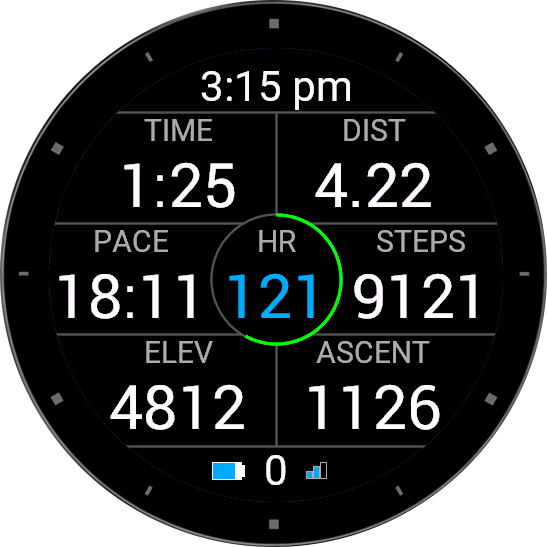 3:15 pm
TIME DIST
1:25 4.22
PACE HR STEPS
18:11 121 9121
ELEV ASCENT
4812 1126
0